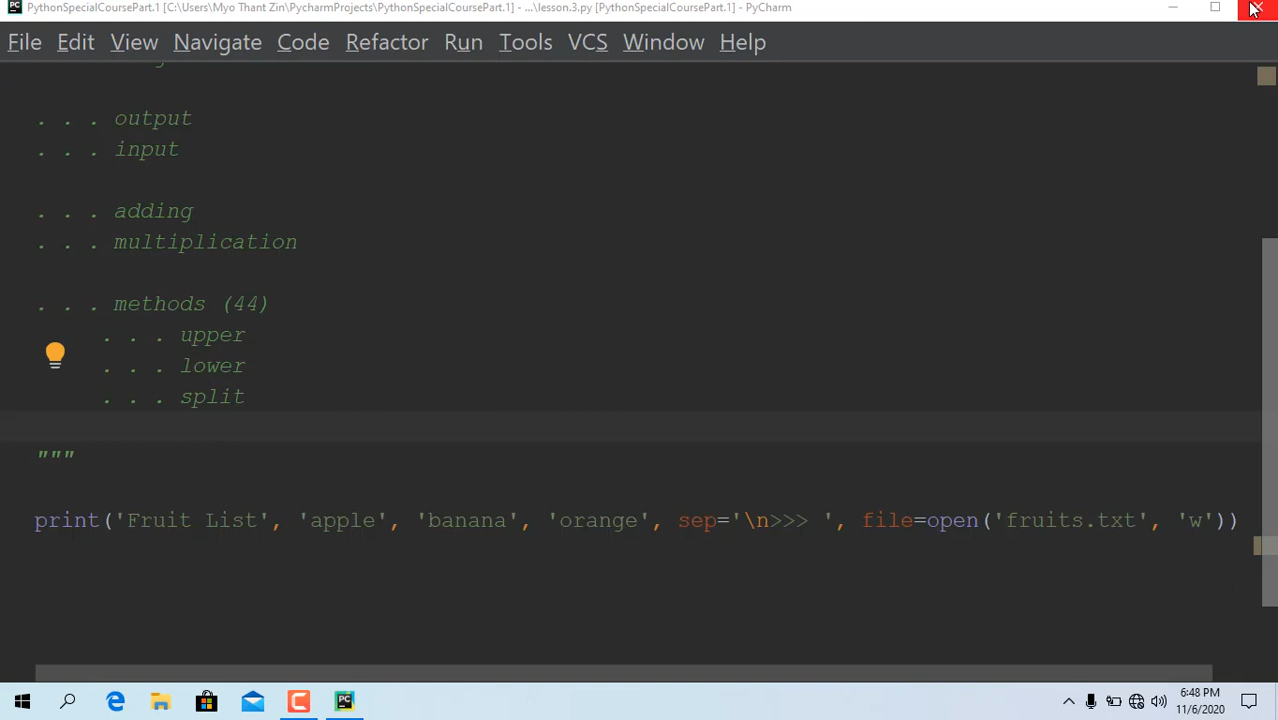 PythonSpecialCoursePart.1 [C:\Users\Myo Thant Zin\PycharmProjects\PythonSpecialCoursePart.1] - ...\lesson.3.py [PythonSpecialCoursePart.1] - PyCharm
File Edit View Navigate Code Refactor Run Tools VCS Window Help
. . . output
. . . input
. . . adding
. . . multiplication
. . . methods (44)
. . . upper
. . . lower
. . . split
"""
print('Fruit List', 'apple', 'banana', 'orange', sep='\n>>> ', file=open('fruits.txt', 'w'))
6:48 PM
11/6/2020